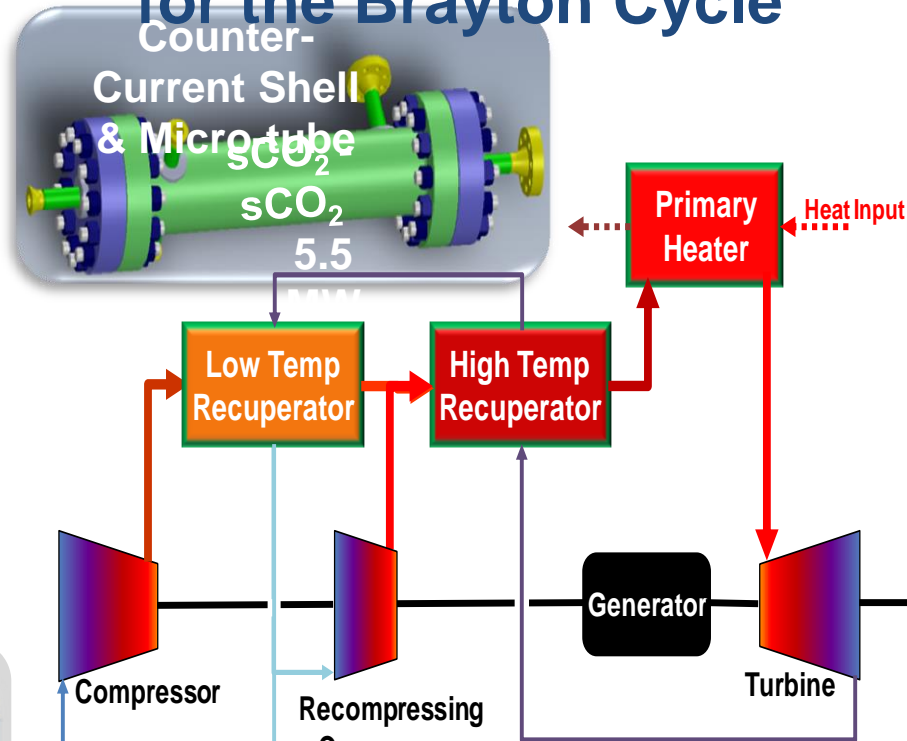 for the Brayton Cycle
Counter-
Current Shell
& Micro-tube
sCO₂ -
sCO₂
5.5
MW
Primary
Heater
Heat Input
Low Temp
Recuperator
High Temp
Recuperator
Generator
Turbine
Compressor
Recompressing